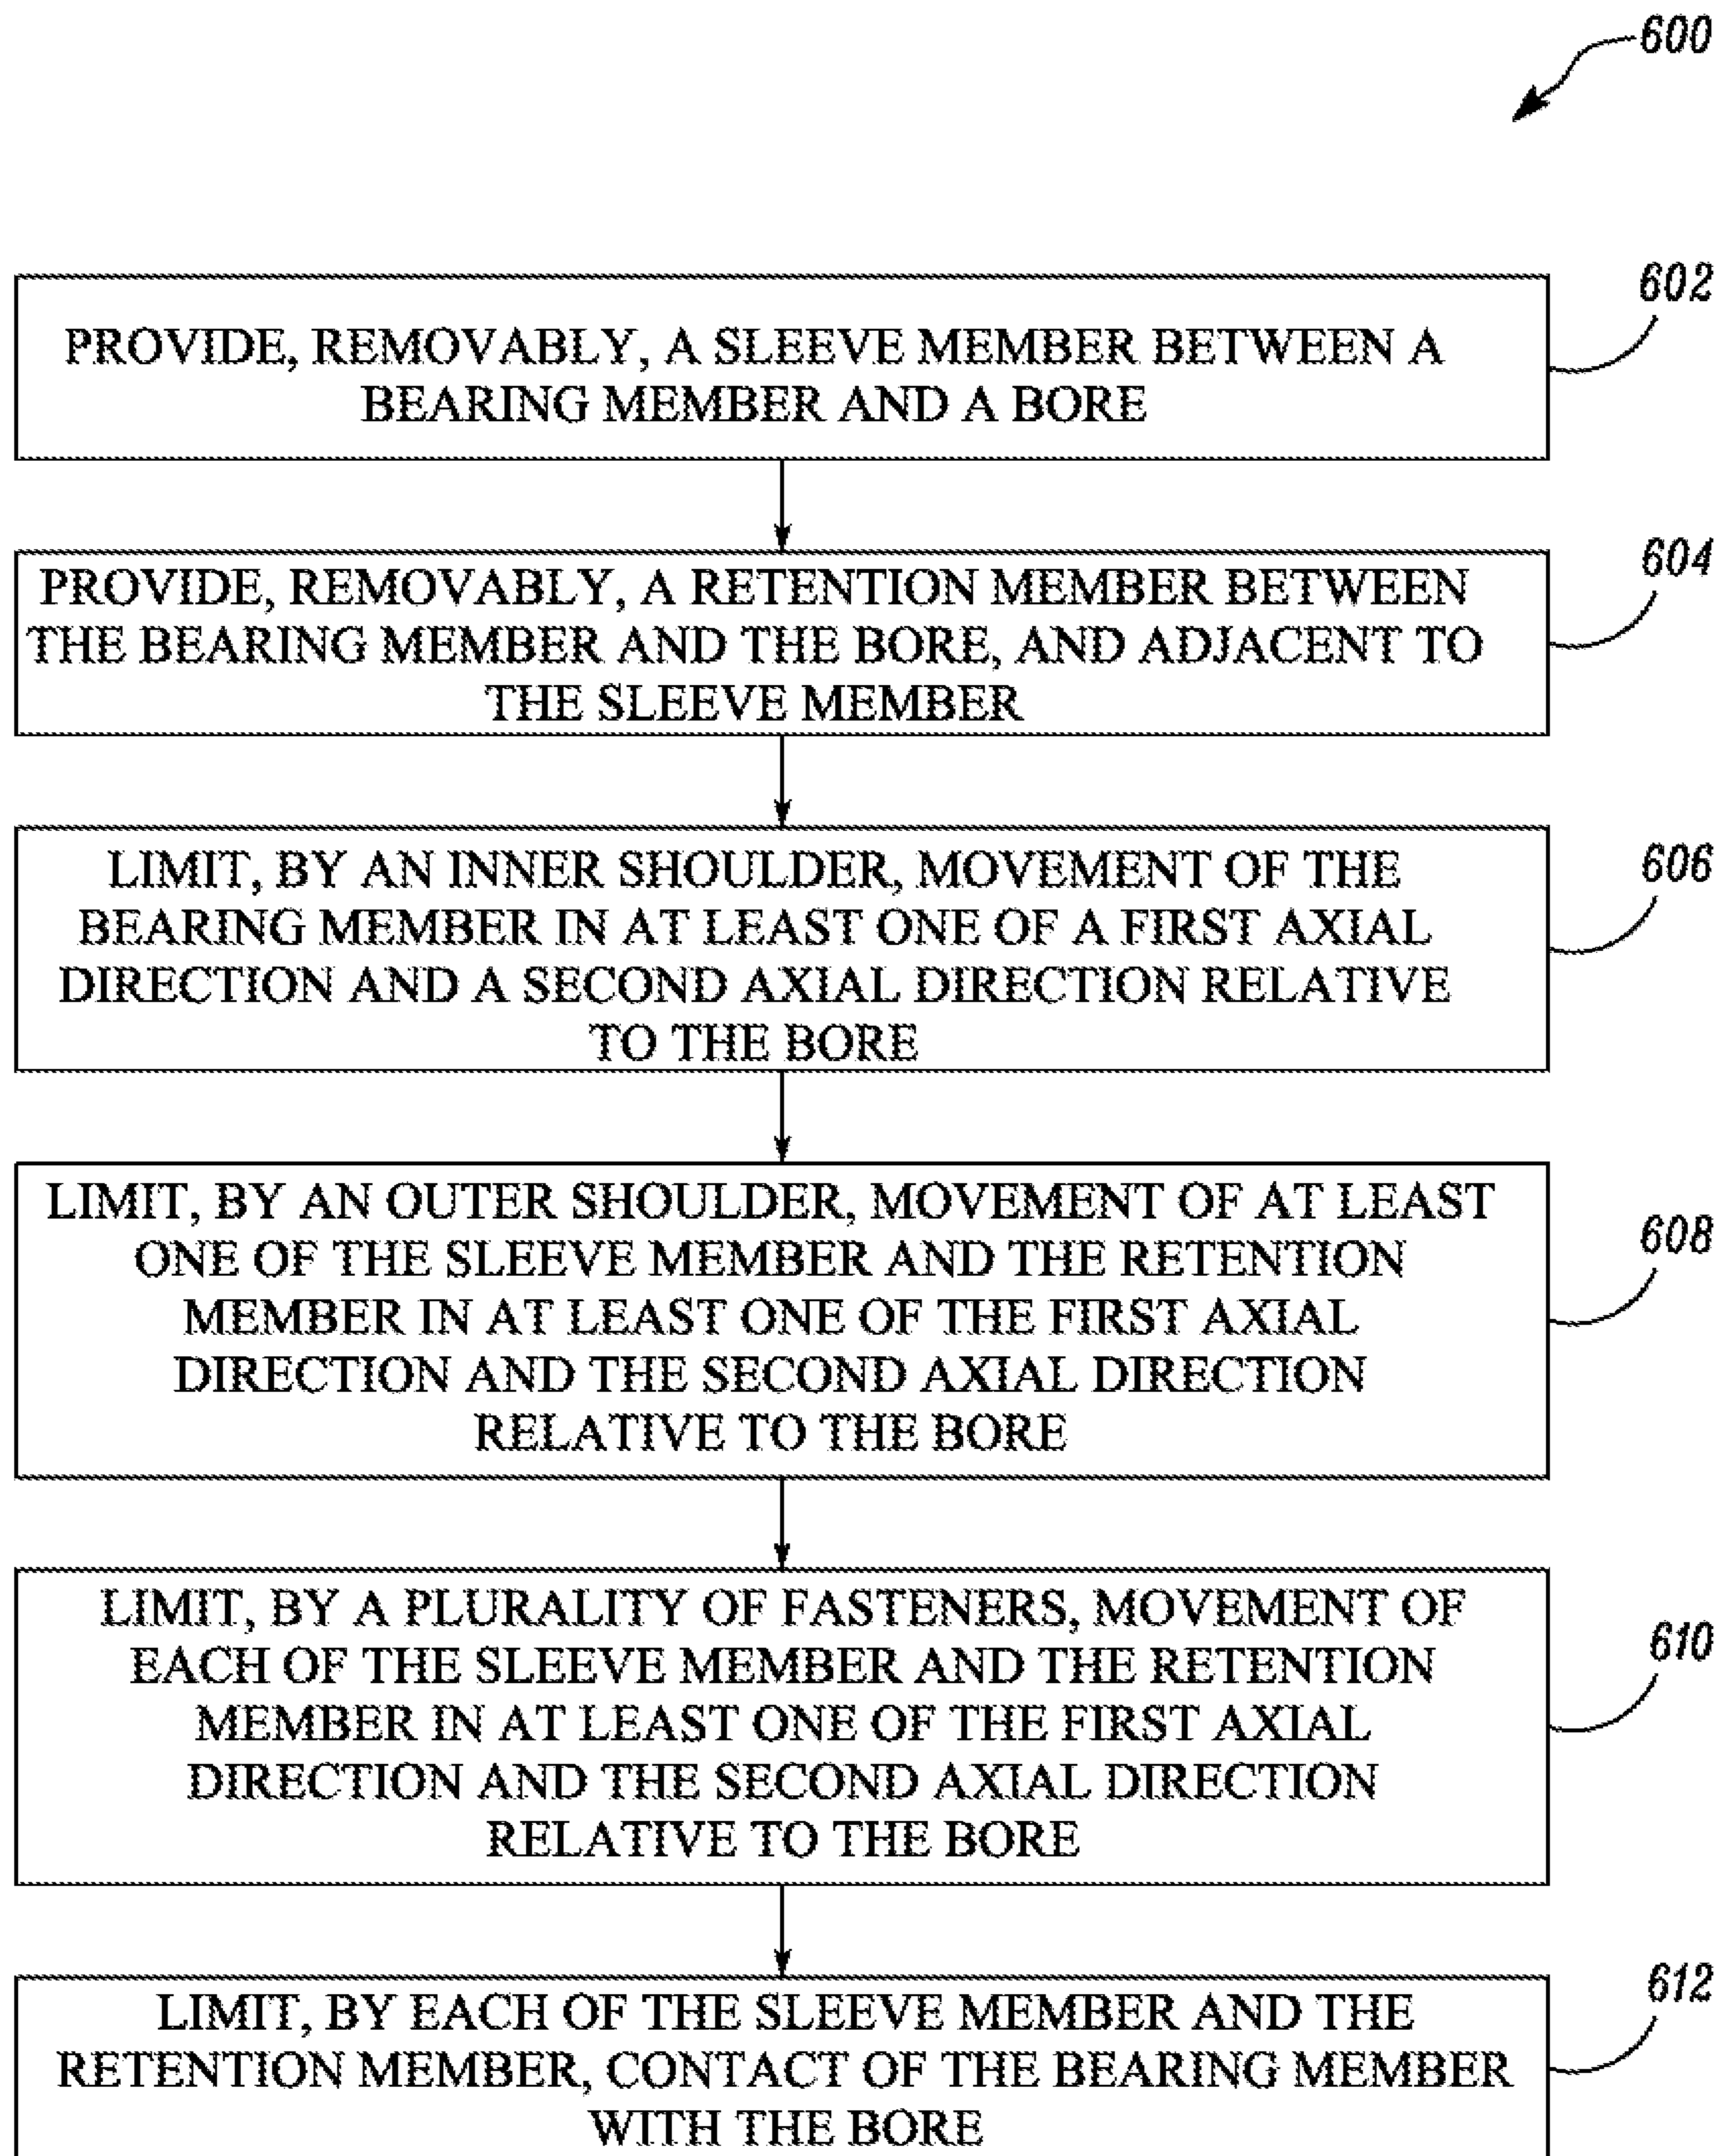 600
602
PROVIDE, REMOVABLY, A SLEEVE MEMBER BETWEEN A
BEARING MEMBER AND A BORE
604
PROVIDE, REMOVABLY, A RETENTION MEMBER BETWEEN
THE BEARING MEMBER AND THE BORE, AND ADJACENT TO
THE SLEEVE MEMBER
606
LIMIT, BY AN INNER SHOULDER, MOVEMENT OF THE
BEARING MEMBER IN AT LEAST ONE OF A FIRST AXIAL
DIRECTION AND A SECOND AXIAL DIRECTION RELATIVE
TO THE BORE
608
LIMIT, BY AN OUTER SHOULDER, MOVEMENT OF AT LEAST
ONE OF THE SLEEVE MEMBER AND THE RETENTION
MEMBER IN AT LEAST ONE OF THE FIRST AXIAL
DIRECTION AND THE SECOND AXIAL DIRECTION
RELATIVE TO THE BORE
610
LIMIT, BY A PLURALITY OF FASTENERS, MOVEMENT OF
EACH OF THE SLEEVE MEMBER AND THE RETENTION
MEMBER IN AT LEAST ONE OF THE FIRST AXIAL
DIRECTION AND THE SECOND AXIAL DIRECTION
RELATIVE TO THE BORE
612
LIMIT, BY EACH OF THE SLEEVE MEMBER AND THE
RETENTION MEMBER, CONTACT OF THE BEARING MEMBER
WITH THE BORE